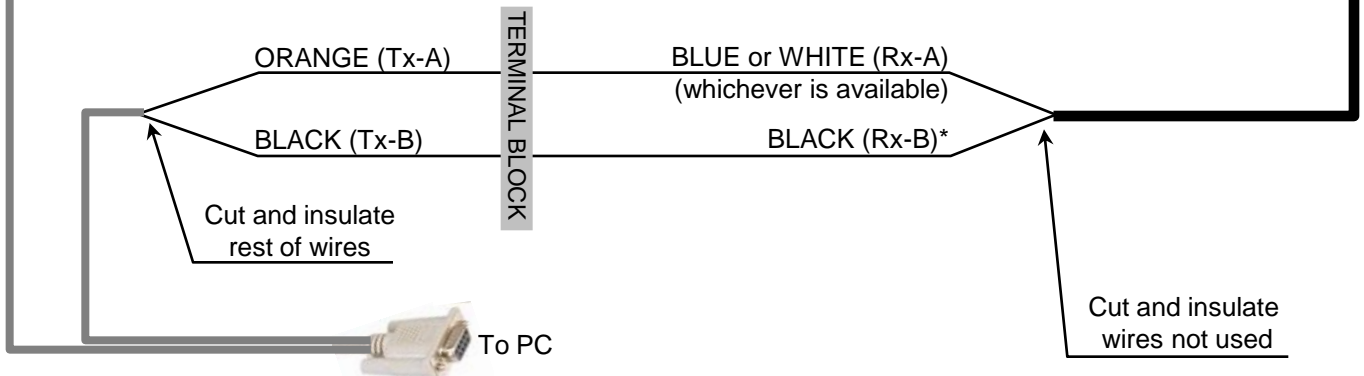 ORANGE (Tx-A)
TERMINAL BLOCK
BLUE or WHITE (Rx-A)
(whichever is available)
BLACK (Tx-B)
BLACK (Rx-B)*
Cut and insulate
rest of wires
To PC
Cut and insulate
wires not used